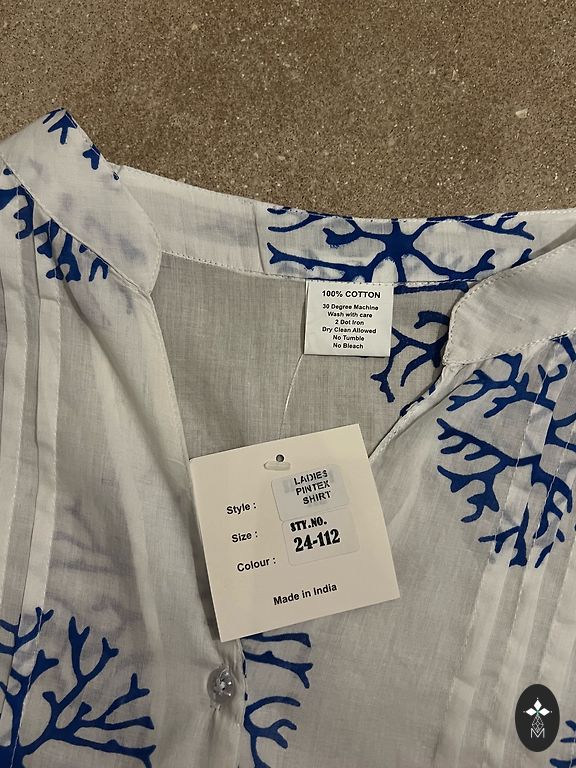 100% COTTON
30 Degree Machine
Wash with care
2 Dot Iron
Dry Clean Allowed
No Tumble
No Bleach
Style :
LADIES
PINTEX
SHIRT
Size :
STY.NO.
24-112
Colour :
Made in India